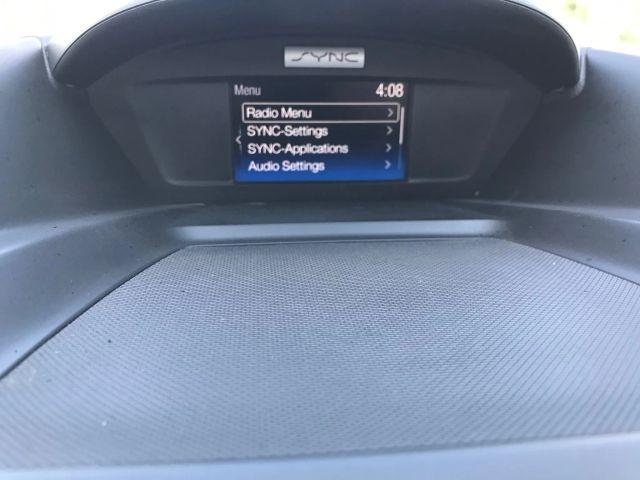 SYNC
Menu 4:08
Radio Menu
SYNC-Settings
SYNC-Applications
Audio Settings